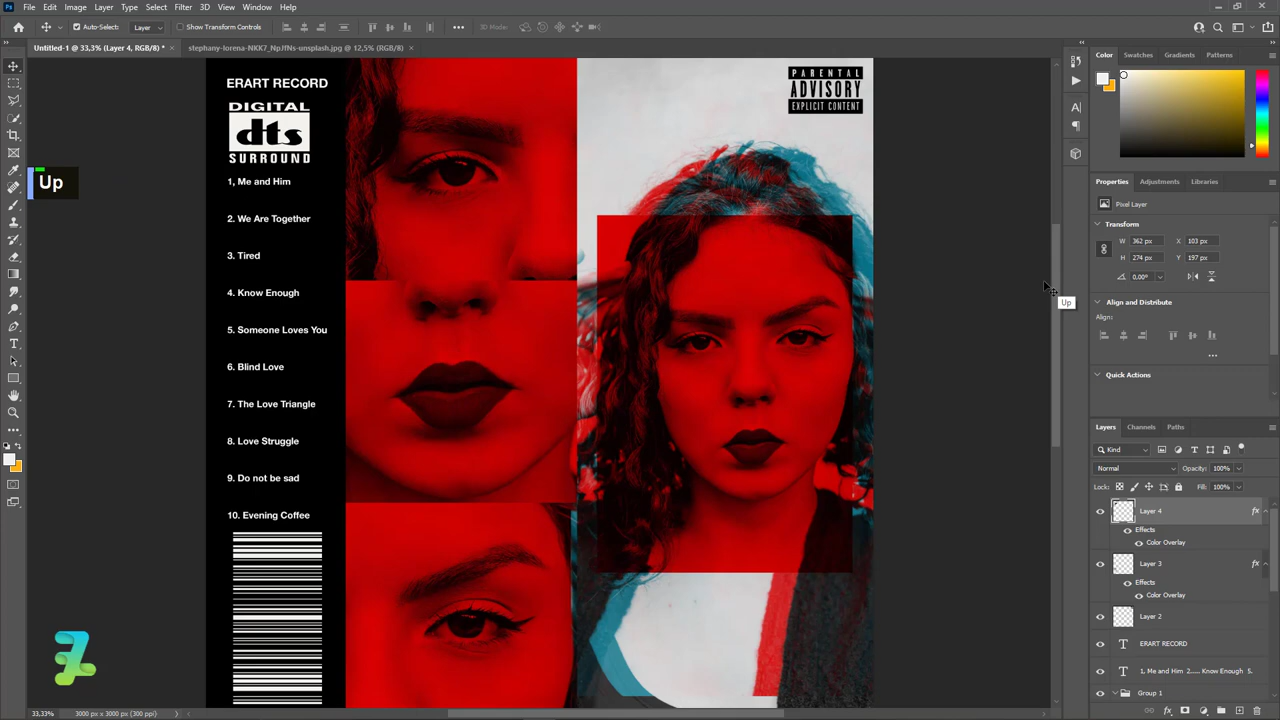 File Edit Image Layer Type Select Filter 3D View Window Help
Auto-Select: Layer Show Transform Controls 3D Mode:
Untitled-1 @ 33,3% (Layer 4, RGB/8) * × stephany-lorena-NKK7_NpJfNs-unsplash.jpg @ 12,5% (RGB/8) ×
Color Swatches Gradients Patterns
ERART RECORD
DIGITAL
dts
SURROUND
1, Me and Him
2. We Are Together
3. Tired
4. Know Enough
5. Someone Loves You
6. Blind Love
7. The Love Triangle
8. Love Struggle
9. Do not be sad
10. Evening Coffee
PARENTAL
ADVISORY
EXPLICIT CONTENT
Up
Up
Properties Adjustments Libraries
Pixel Layer
Transform
W 362 px X 103 px
H 274 px Y 197 px
0,00°
Align and Distribute
Align:
Quick Actions
Layers Channels Paths
Kind
Normal Opacity: 100%
Lock: Fill: 100%
Layer 4 fx
Effects
Color Overlay
Layer 3 fx
Effects
Color Overlay
Layer 2
T ERART RECORD
T 1, Me and Him 2..... Know Enough 5.
Group 1
33,33% 3000 px x 3000 px (300 ppi)